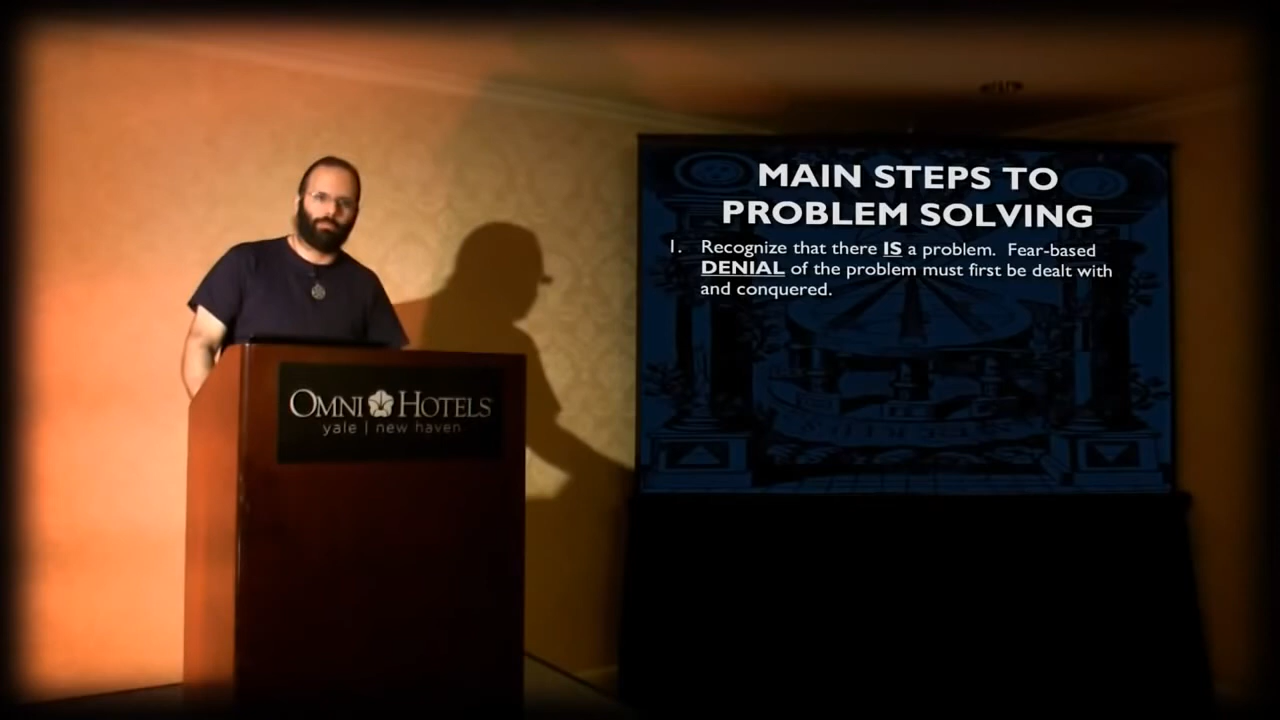 MAIN STEPS TO
PROBLEM SOLVING
1. Recognize that there IS a problem. Fear-based
DENIAL of the problem must first be dealt with
and conquered.
OMNI HOTELS
yale | new haven